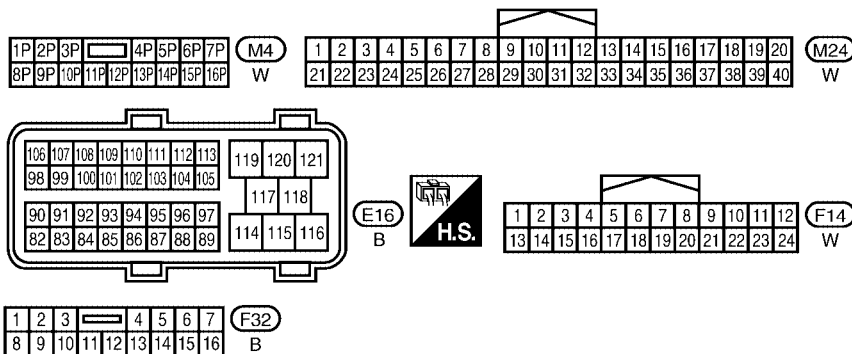 1P 2P 3P 4P 5P 6P 7P
8P 9P 10P 11P 12P 13P 14P 15P 16P
M4
W
1 2 3 4 5 6 7 8 9 10 11 12 13 14 15 16 17 18 19 20
21 22 23 24 25 26 27 28 29 30 31 32 33 34 35 36 37 38 39 40
M24
W
106 107 108 109 110 111 112 113
98 99 100 101 102 103 104 105
90 91 92 93 94 95 96 97
82 83 84 85 86 87 88 89
119 120 121
117 118
114 115 116
E16
B
H.S.
1 2 3 4 5 6 7 8 9 10 11 12
13 14 15 16 17 18 19 20 21 22 23 24
F14
W
1 2 3 4 5 6 7
8 9 10 11 12 13 14 15 16
F32
B